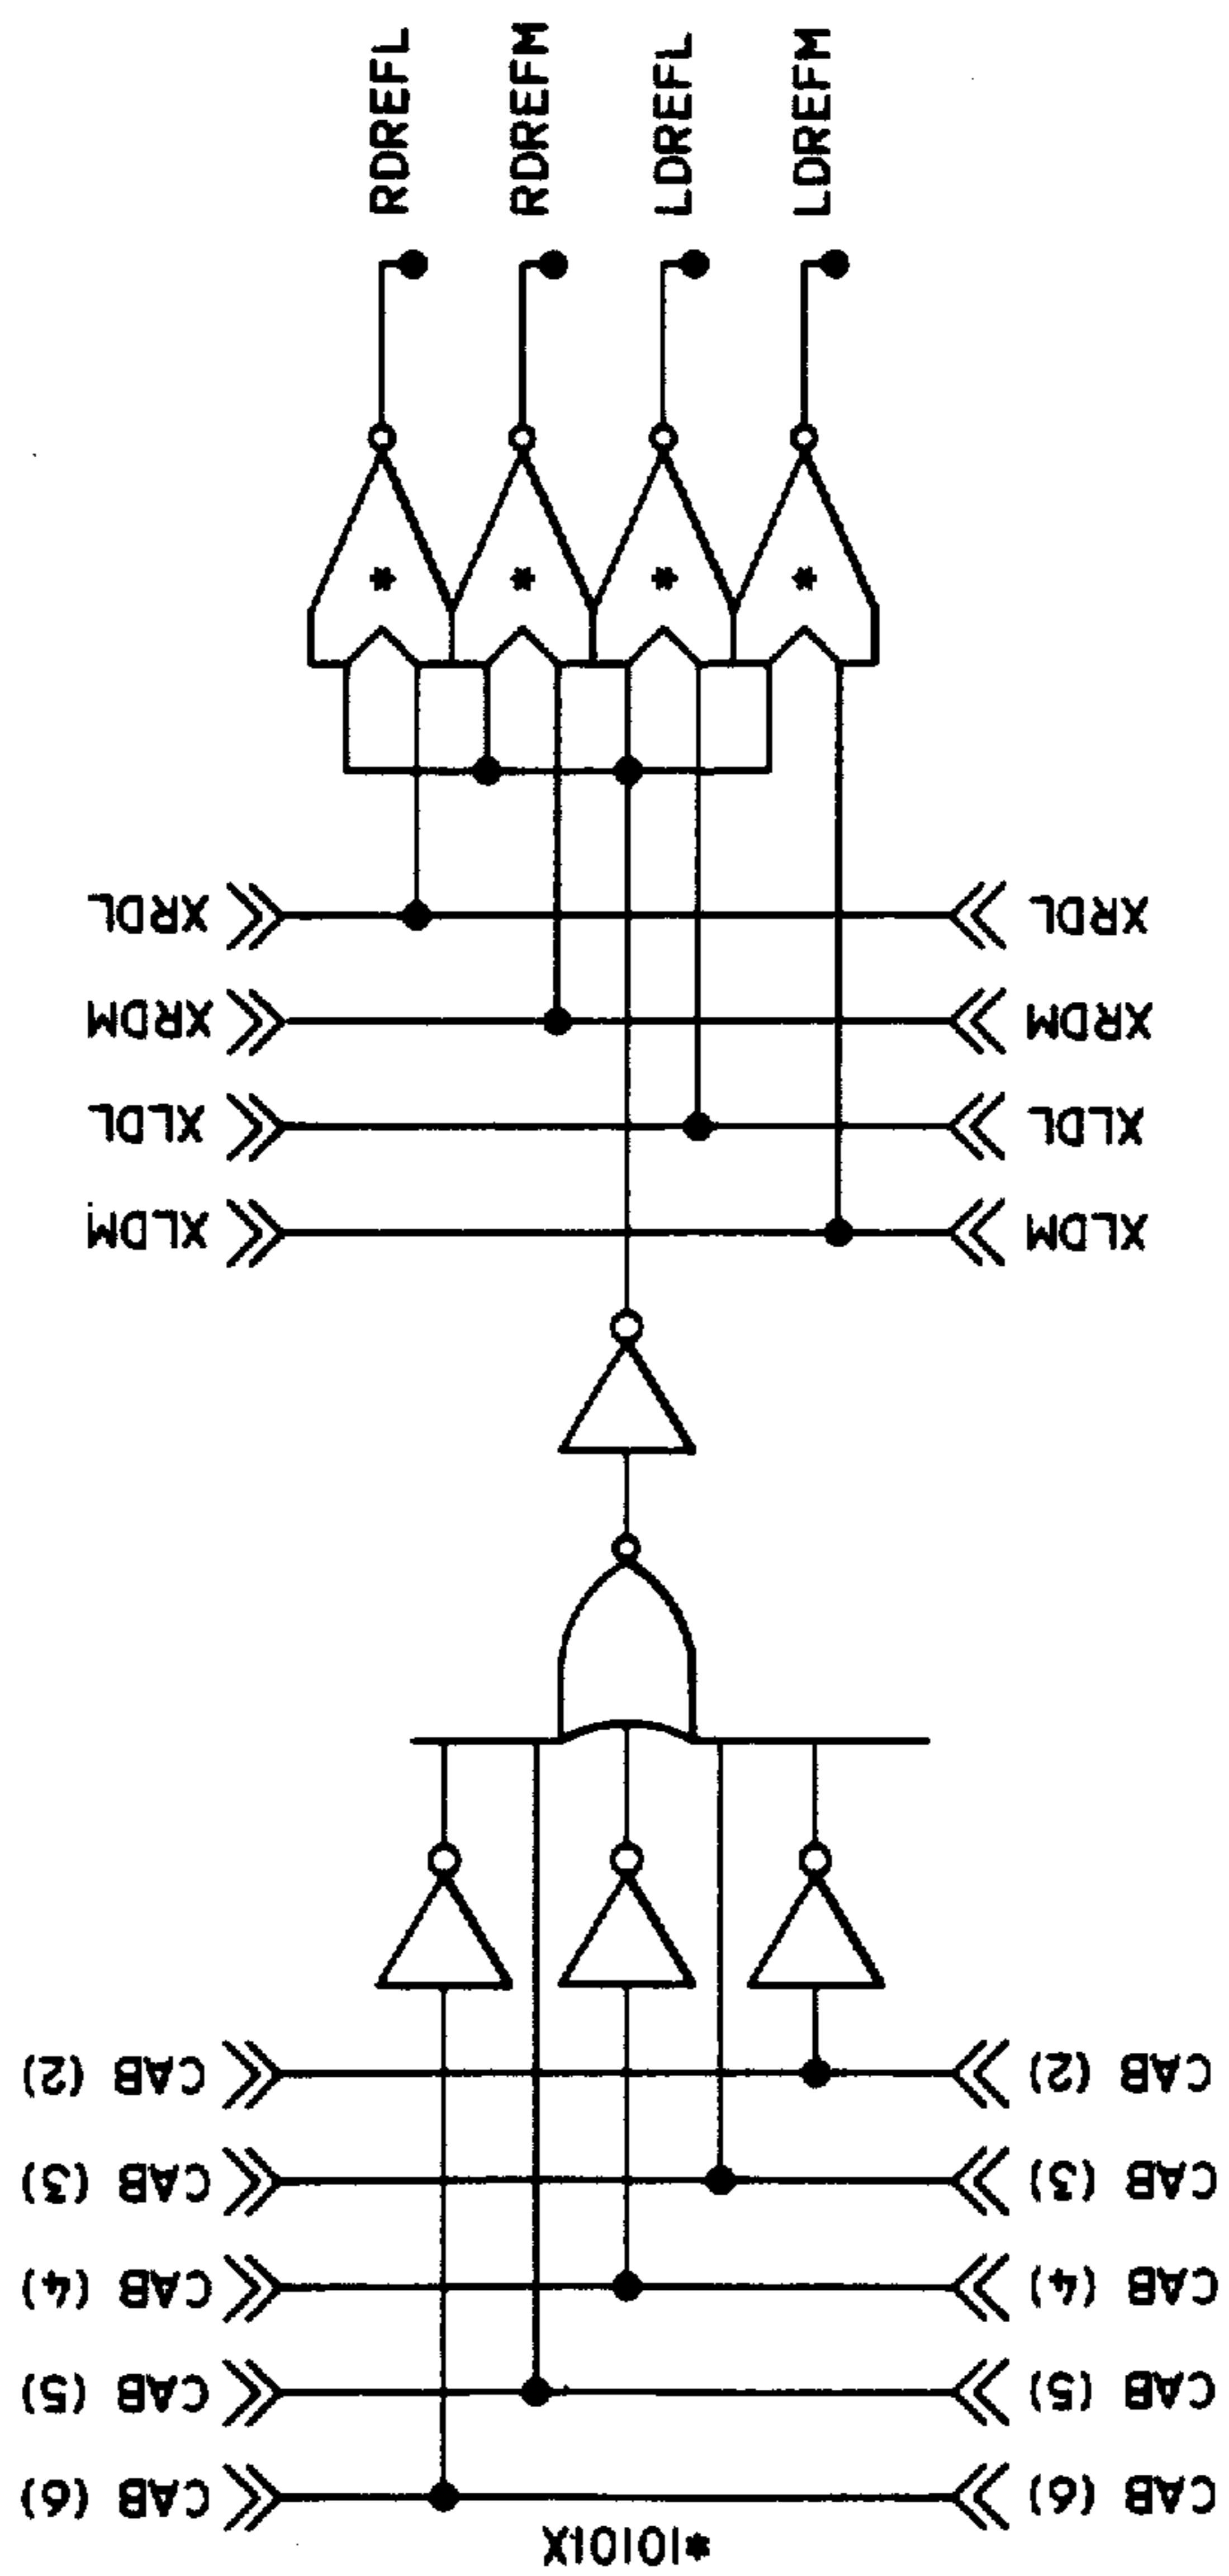 RDREFL
RDREFM
LDREFL
LDREFM
XRDL
XRDL
XRDM
XRDM
XLDL
XLDL
XLDM
XLDM
*
*
*
*
CAB (2)
CAB (2)
CAB (3)
CAB (3)
CAB (4)
CAB (4)
CAB (5)
CAB (5)
CAB (6)
CAB (6)
*10101X